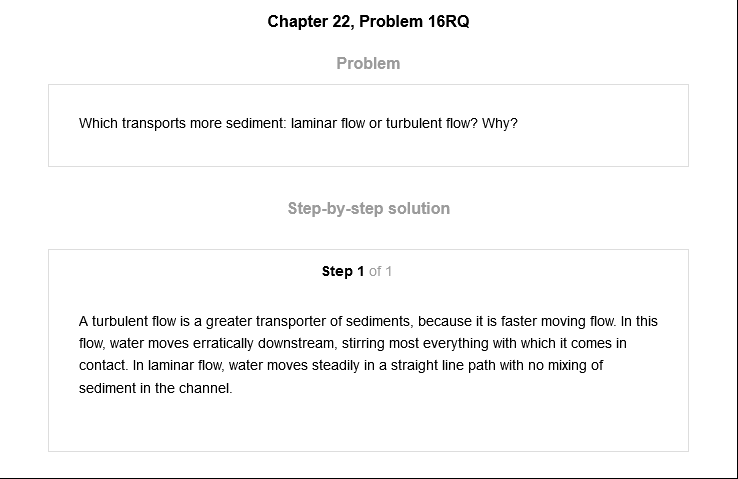 Chapter 22, Problem 16RQ
Problem
Which transports more sediment: laminar flow or turbulent flow? Why?
Step-by-step solution
Step 1 of 1
A turbulent flow is a greater transporter of sediments, because it is faster moving flow. In this
flow, water moves erratically downstream, stirring most everything with which it comes in
contact. In laminar flow, water moves steadily in a straight line path with no mixing of
sediment in the channel.